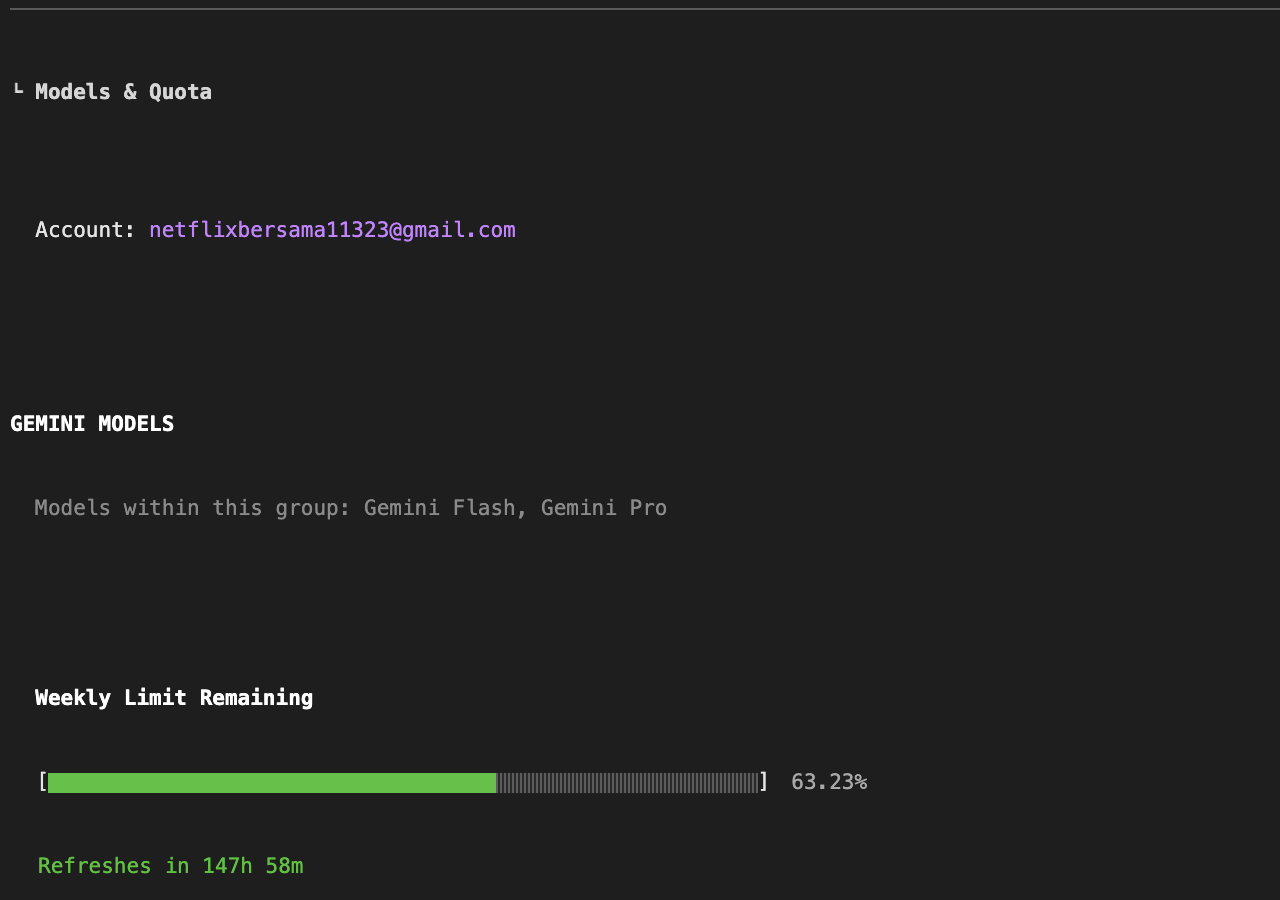 └ Models & Quota
Account: netflixbersama11323@gmail.com
GEMINI MODELS
Models within this group: Gemini Flash, Gemini Pro
Weekly Limit Remaining
[] 63.23%
Refreshes in 147h 58m